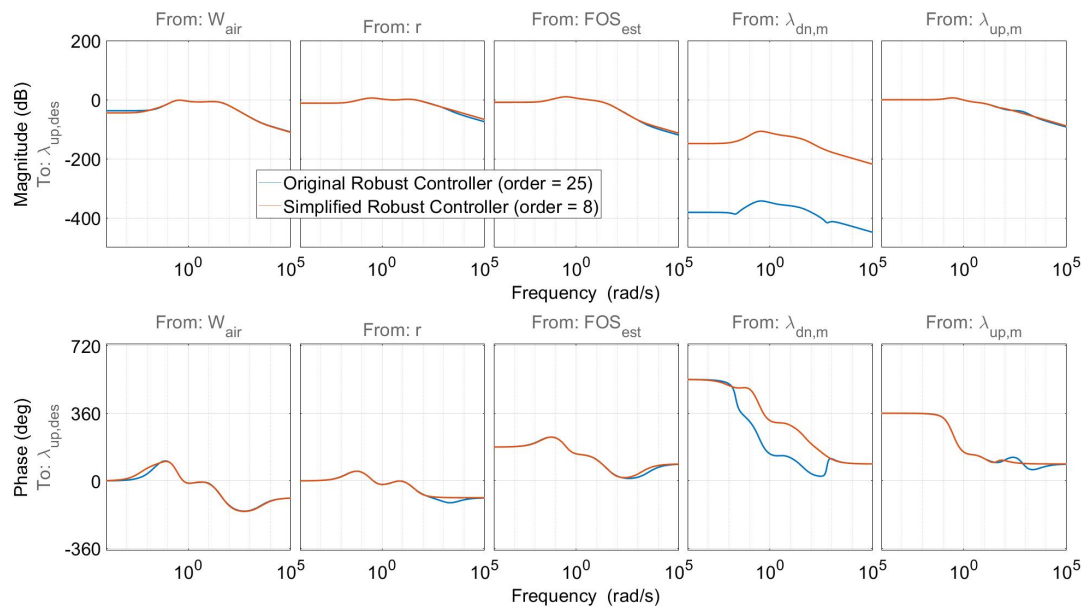 From: W_air
From: r
From: FOS_est
From: λ_dn,m
From: λ_up,m
Magnitude (dB)
To: λ_up,des
200
0
-200
-400
Original Robust Controller (order = 25)
Simplified Robust Controller (order = 8)
10^0 10^5 10^0 10^5 10^0 10^5 10^0 10^5 10^0 10^5
Frequency (rad/s)
From: W_air
From: r
From: FOS_est
From: λ_dn,m
From: λ_up,m
Phase (deg)
To: λ_up,des
720
360
0
-360
10^0 10^5 10^0 10^5 10^0 10^5 10^0 10^5 10^0 10^5
Frequency (rad/s)